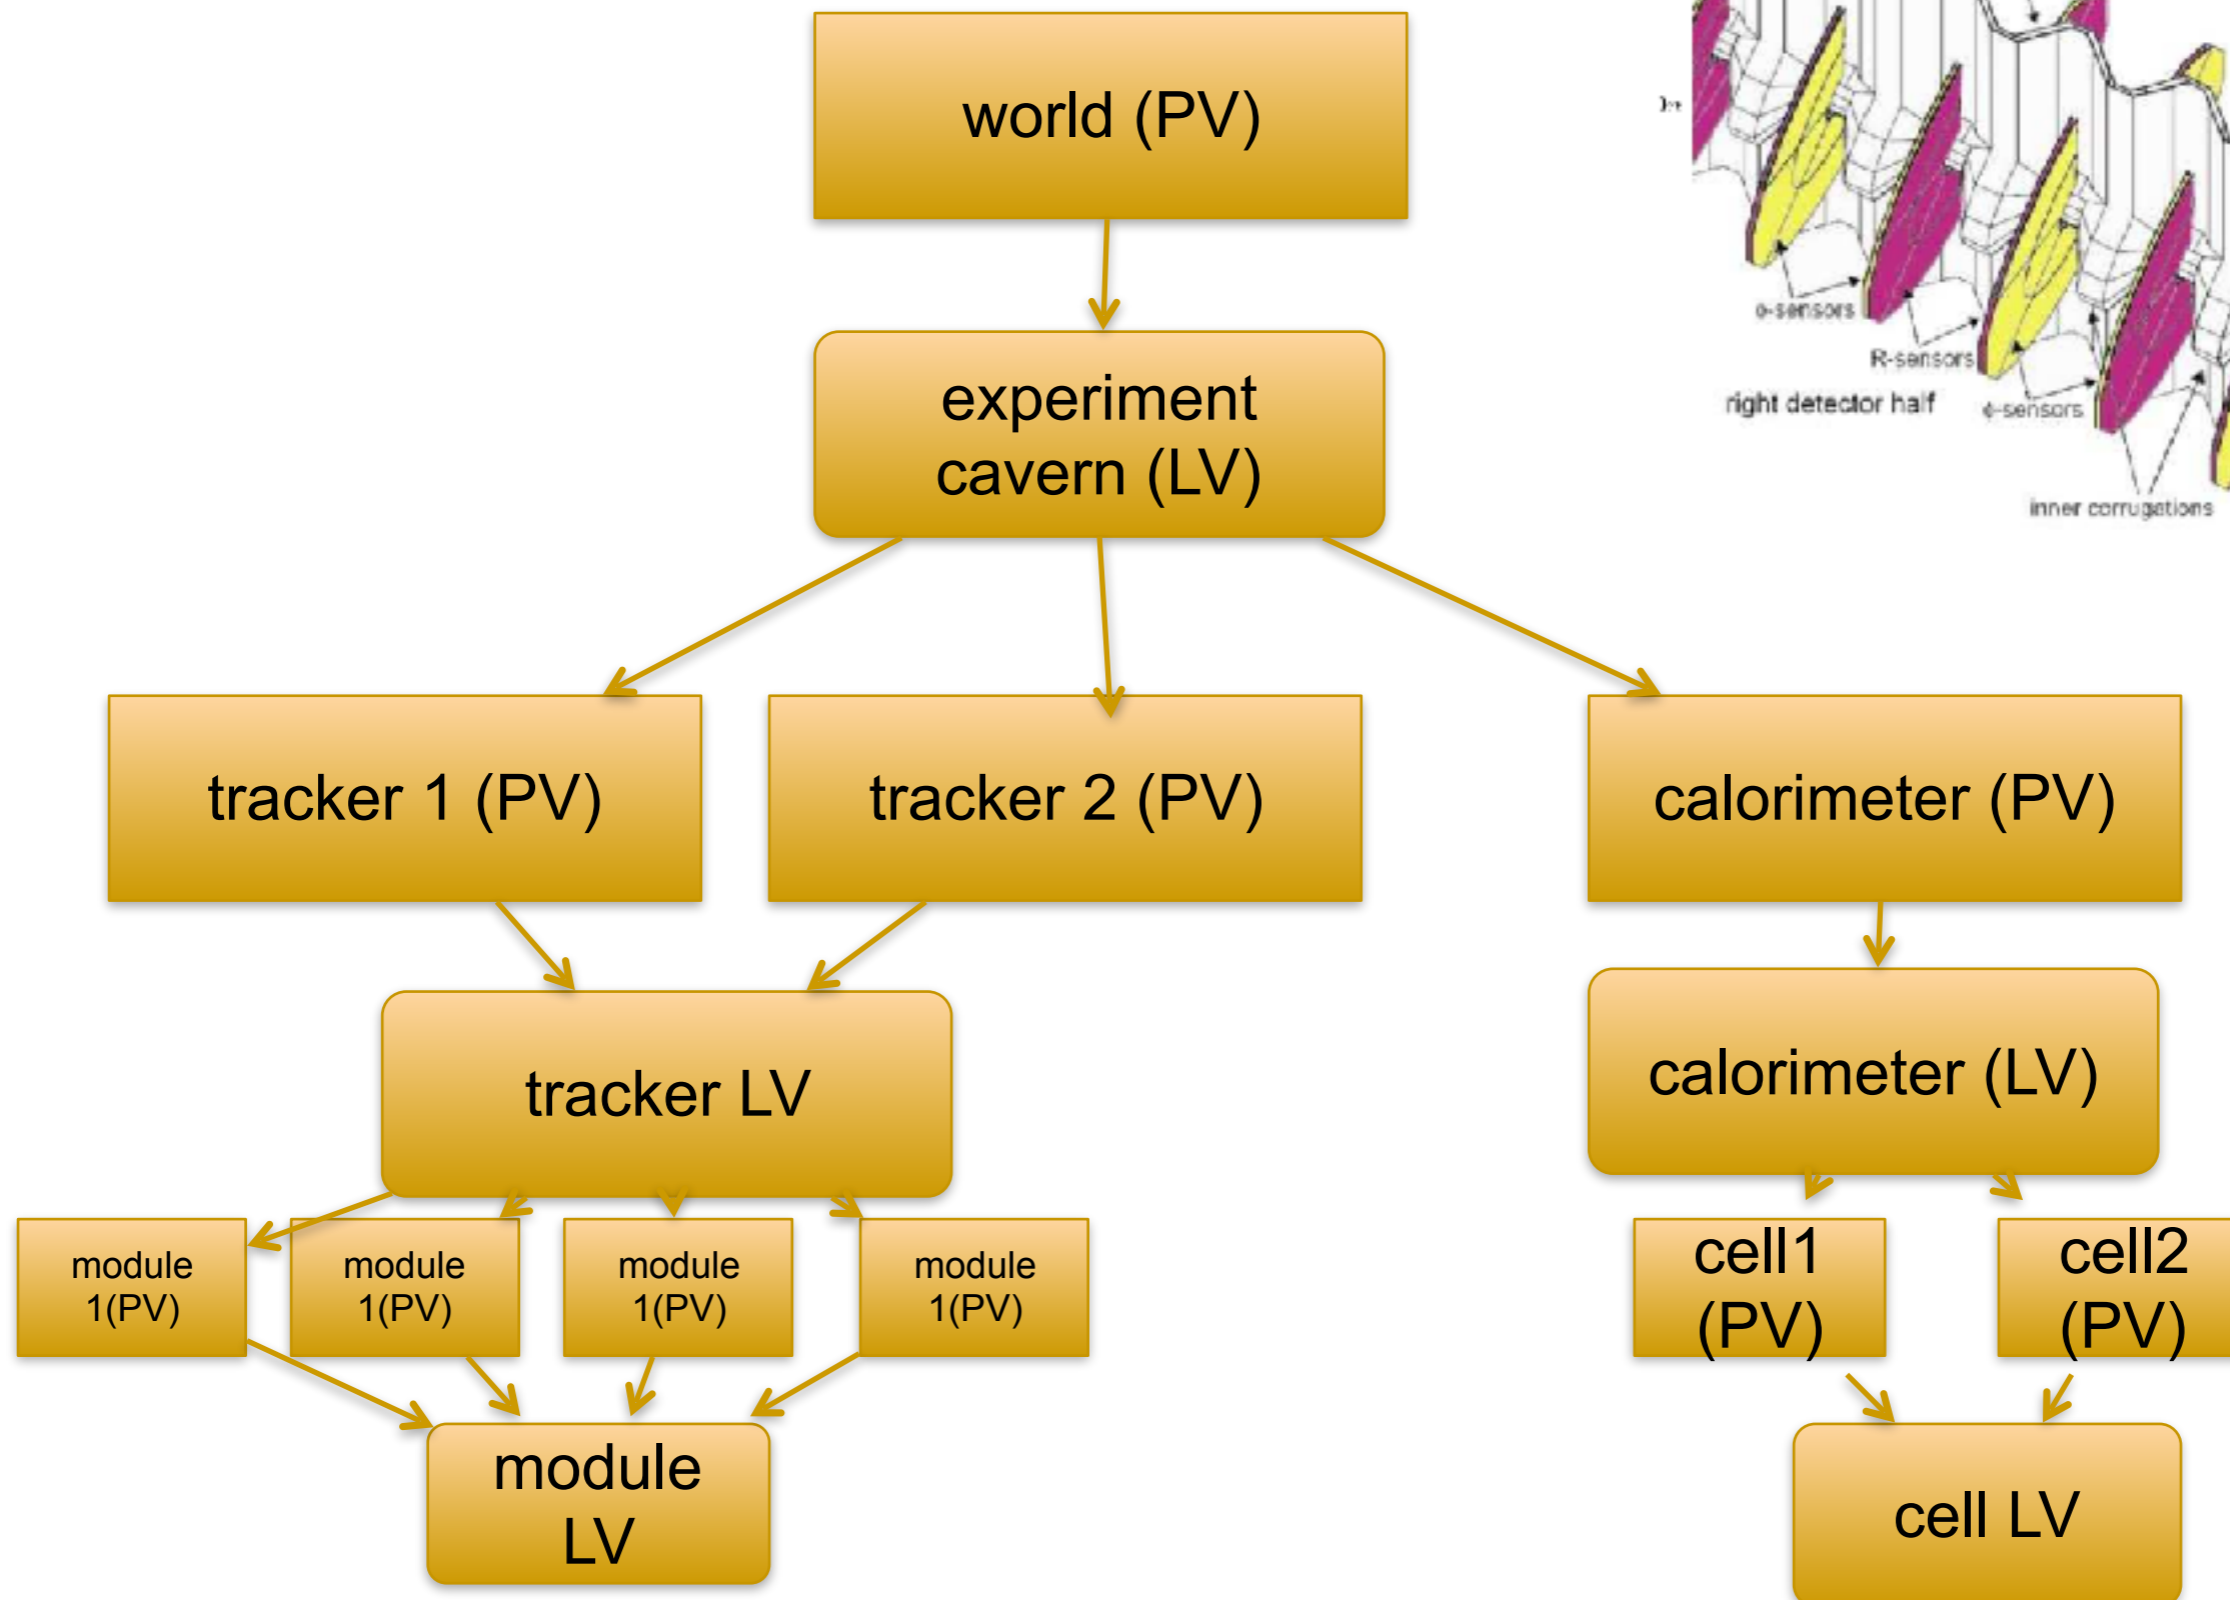 world (PV)
experiment
cavern (LV)
R-sensors
right detector half
ϕ-sensors
inner corrugations
tracker 1 (PV)
tracker 2 (PV)
calorimeter (PV)
tracker LV
calorimeter (LV)
module
1(PV)
module
1(PV)
module
1(PV)
module
1(PV)
cell1
(PV)
cell2
(PV)
module
LV
cell LV